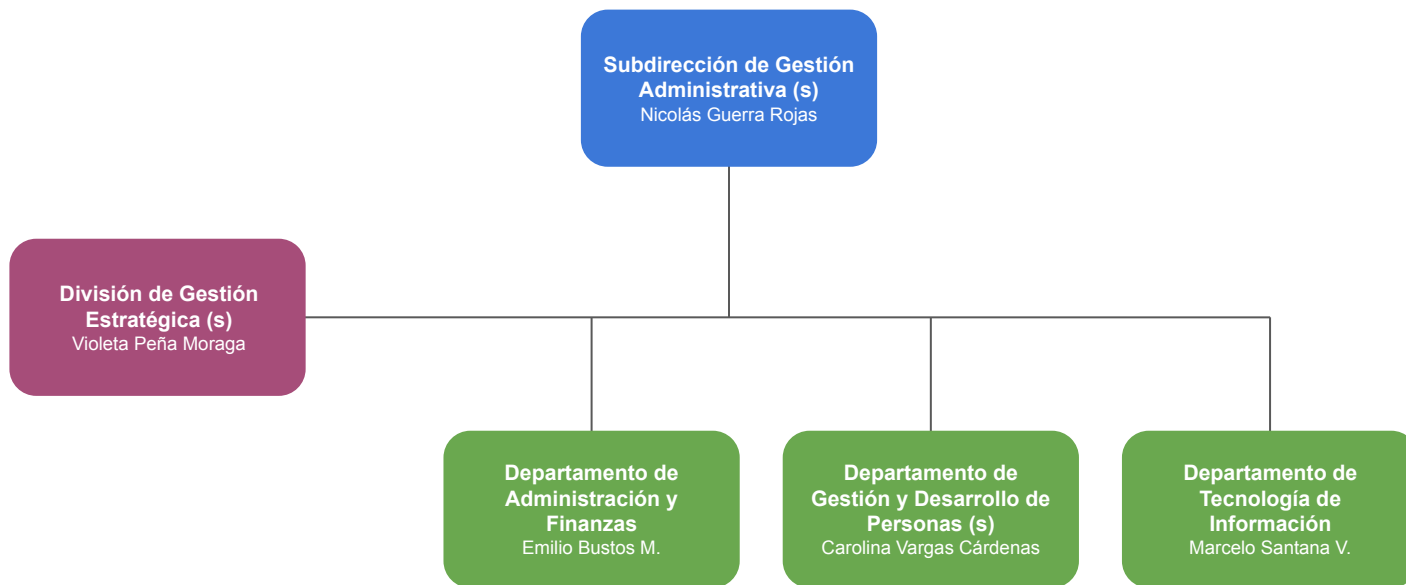 Subdirección de Gestión
Administrativa (s)
Nicolás Guerra Rojas
División de Gestión
Estratégica (s)
Violeta Peña Moraga
Departamento de
Administración y
Finanzas
Emilio Bustos M.
Departamento de
Gestión y Desarrollo de
Personas (s)
Carolina Vargas Cárdenas
Departamento de
Tecnología de
Información
Marcelo Santana V.